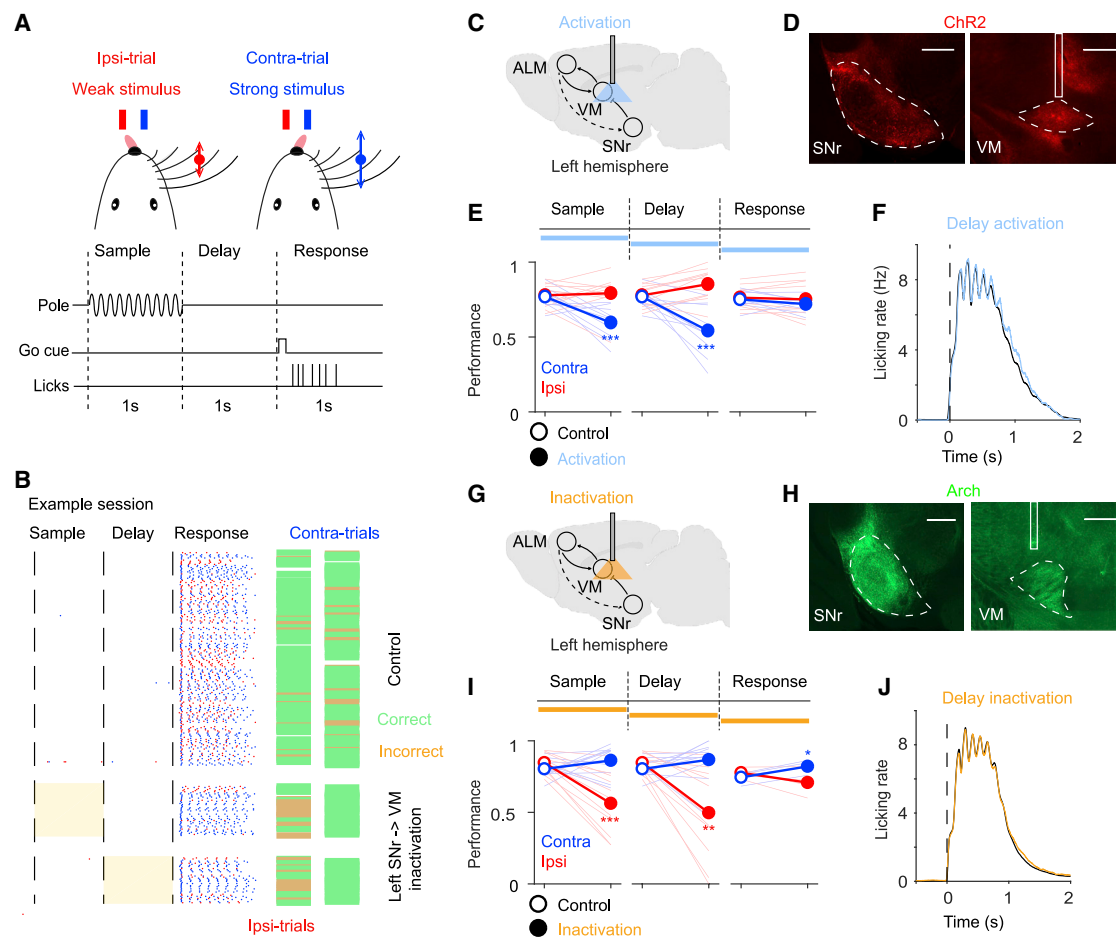 A
Ipsi-trial
Weak stimulus
Contra-trial
Strong stimulus
Sample
Delay
Response
Pole
Go cue
Licks
1s
1s
1s
B
Example session
Sample
Delay
Response
Contra-trials
Control
Correct
Incorrect
Left SNr -> VM
inactivation
Ipsi-trials
C
Activation
ALM
VM
SNr
Left hemisphere
D
ChR2
SNr
VM
E
Sample
Delay
Response
Performance
1
0.5
0
Contra
Ipsi
***
***
Control
Activation
F
Delay activation
Licking rate (Hz)
8
4
0
0
1
2
Time (s)
G
Inactivation
ALM
VM
SNr
Left hemisphere
H
Arch
SNr
VM
I
Sample
Delay
Response
Performance
1
0.5
0
Contra
Ipsi
***
**
*
Control
Inactivation
J
Delay inactivation
Licking rate
8
4
0
0
1
2
Time (s)